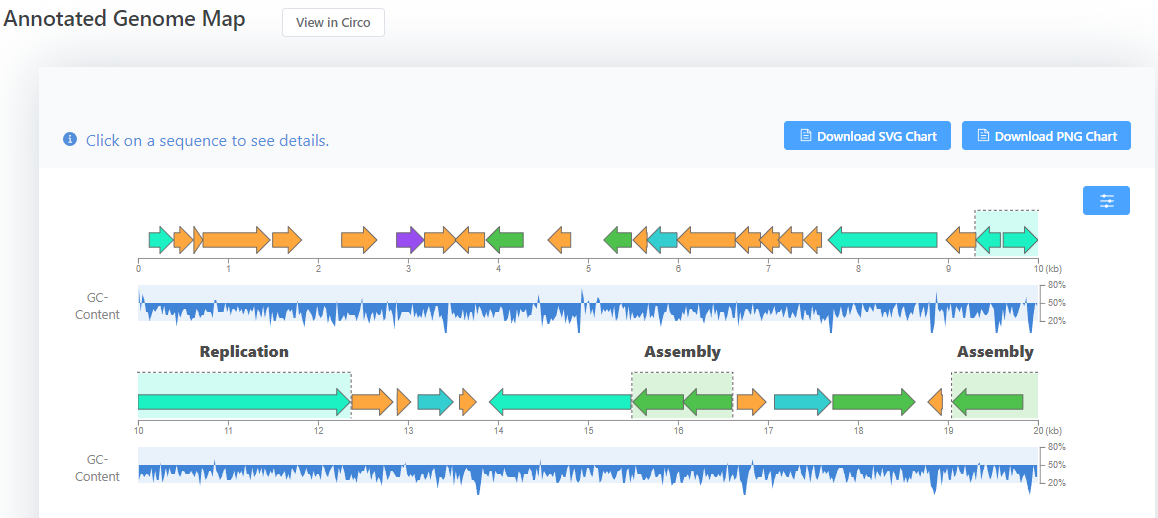 Annotated Genome Map
View in Circo
Click on a sequence to see details.
Download SVG Chart
Download PNG Chart
0 1 2 3 4 5 6 7 8 9 10 (kb)
GC-
Content
80%
50%
20%
Replication
Assembly
Assembly
10 11 12 13 14 15 16 17 18 19 20 (kb)
GC-
Content
80%
50%
20%